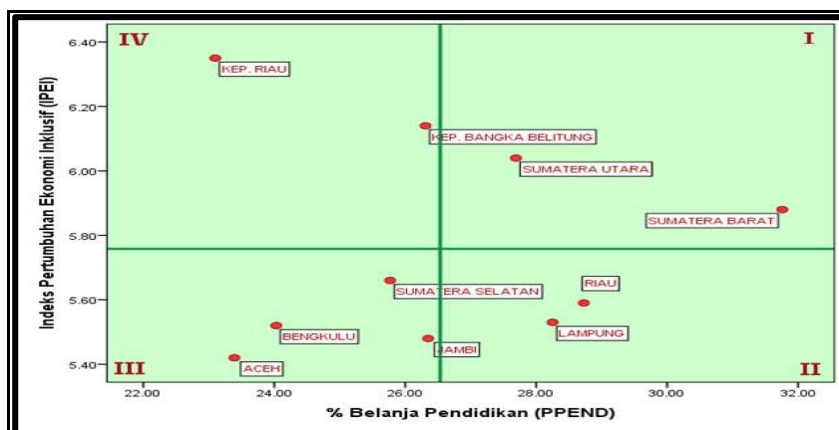 IV
I
KEP. RIAU
KEP. BANGKA BELITUNG
SUMATERA UTARA
SUMATERA BARAT
RIAU
SUMATERA SELATAN
LAMPUNG
BENGKULU
JAMBI
ACEH
III
II
6.40
6.20
6.00
5.80
5.60
5.40
22.00 24.00 26.00 28.00 30.00 32.00
Indeks Pertumbuhan Ekonomi Inklusif (IPEI)
% Belanja Pendidikan (PPEND)